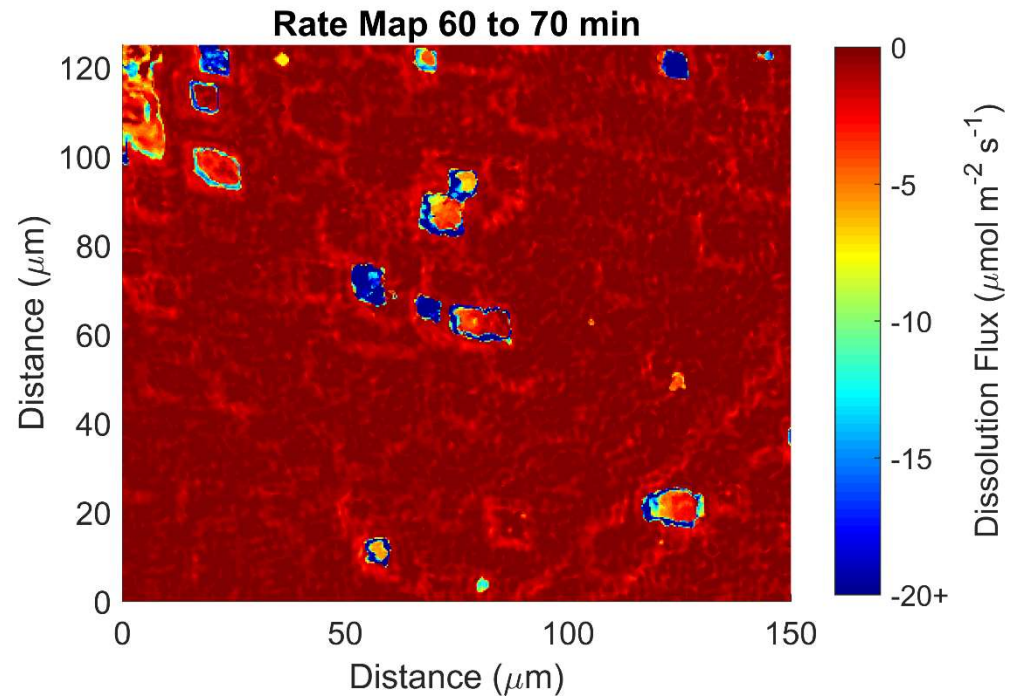 Rate Map 60 to 70 min
120
100
80
60
40
20
0
Distance (μm)
0 50 100 150
Distance (μm)
0
-5
-10
-15
-20+
Dissolution Flux (μmol m⁻² s⁻¹)